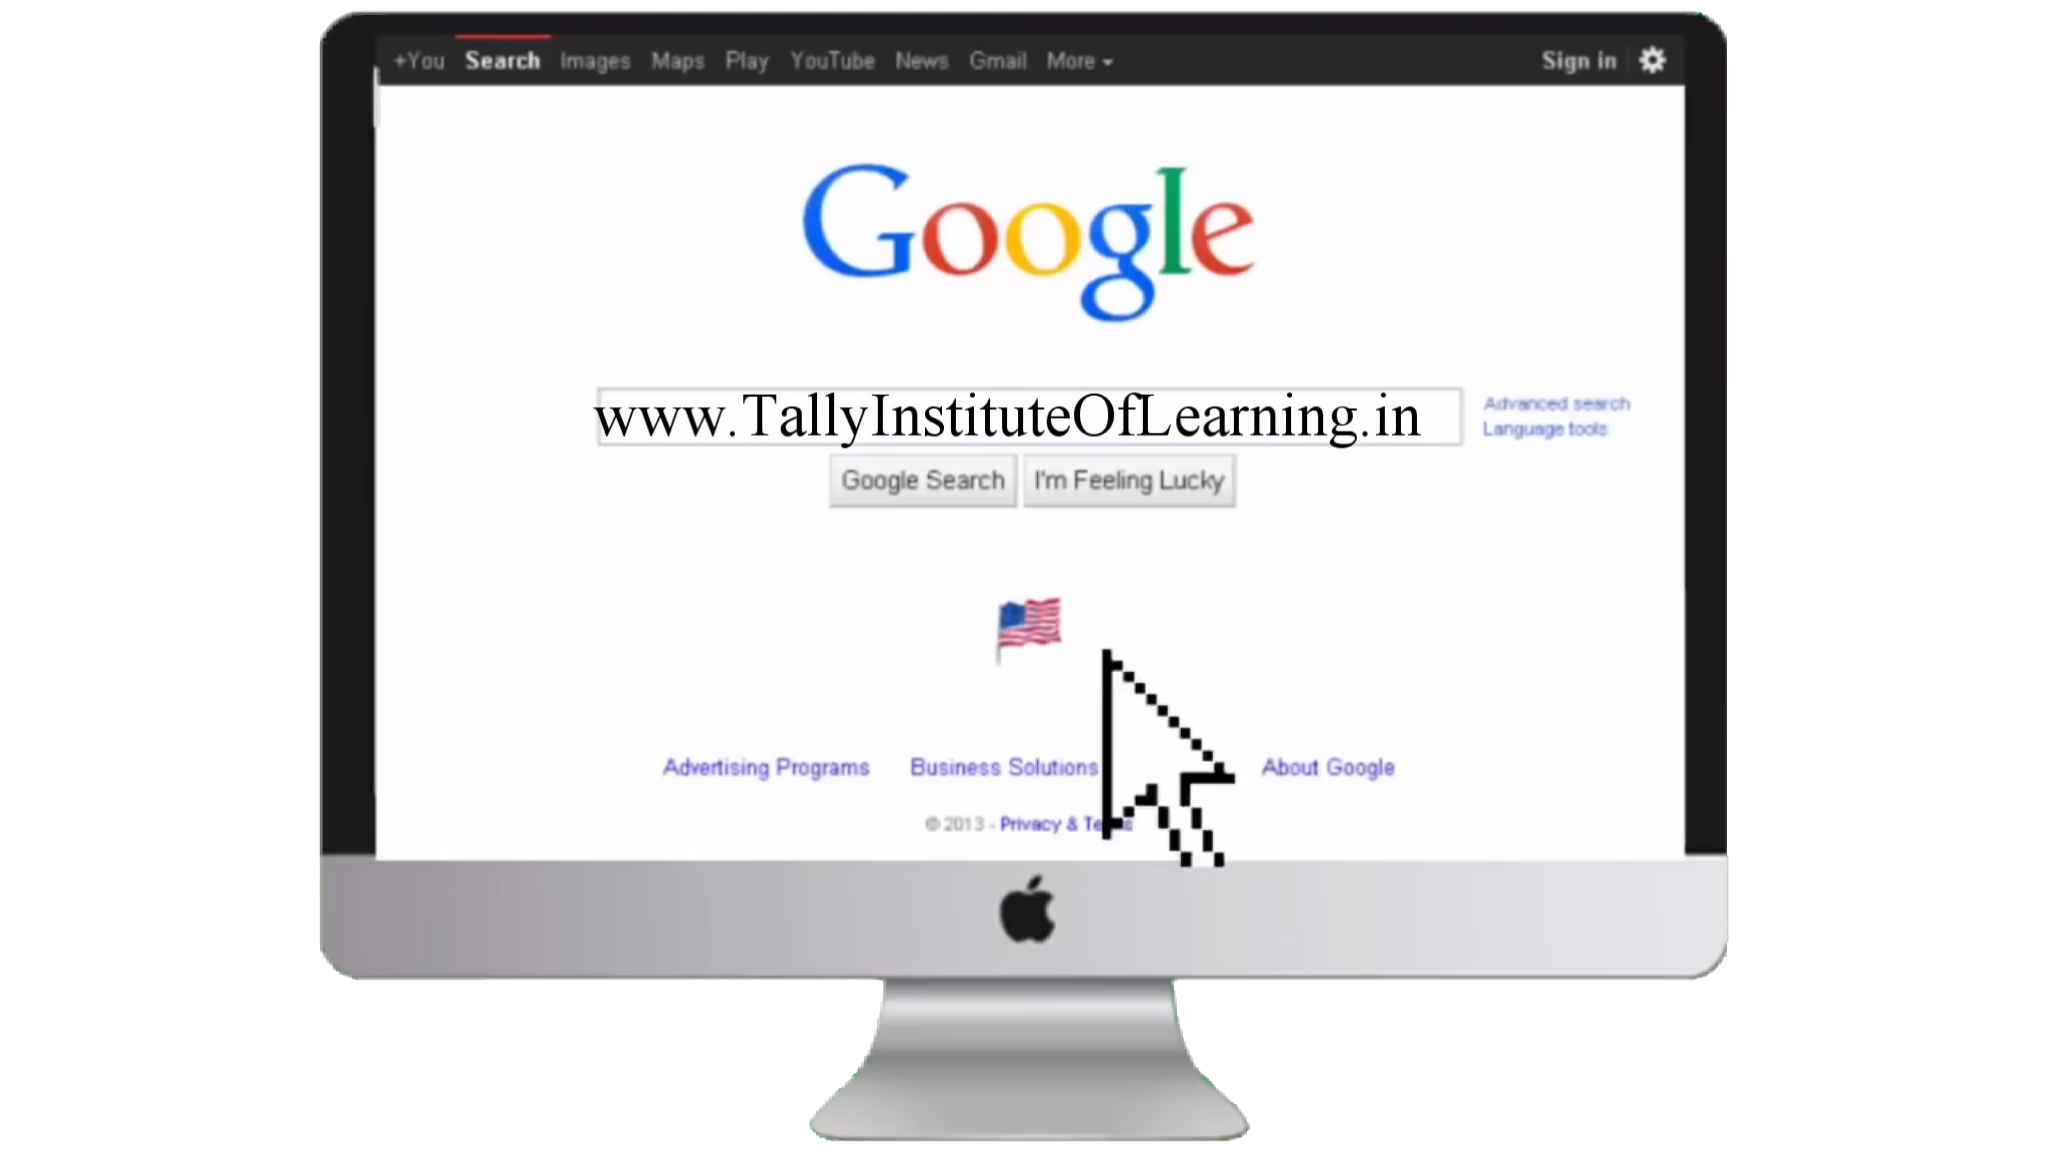 +You Search Images Maps Play YouTube News Gmail More Sign in
Google
www.TallyInstituteOfLearning.in
Advanced search
Language tools
Google Search I'm Feeling Lucky
Advertising Programs Business Solutions About Google
© 2013 - Privacy &